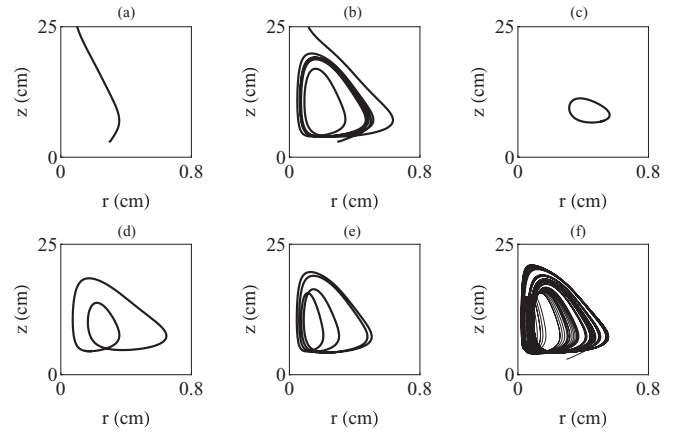 (a) (b) (c)
25 25 25
z (cm) z (cm) z (cm)
0 0 0
0 0.8 0 0.8 0 0.8
r (cm) r (cm) r (cm)
(d) (e) (f)
25 25 25
z (cm) z (cm) z (cm)
0 0 0
0 0.8 0 0.8 0 0.8
r (cm) r (cm) r (cm)